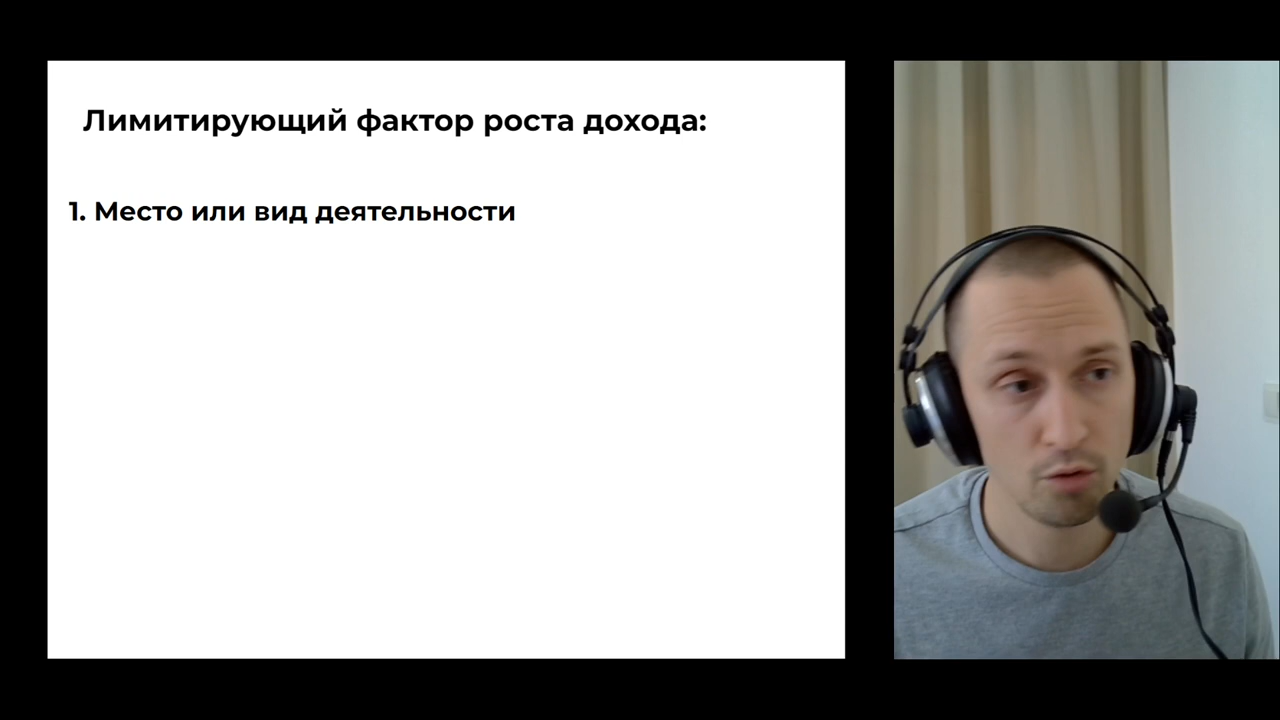 Лимитирующий фактор роста дохода:
1. Место или вид деятельности